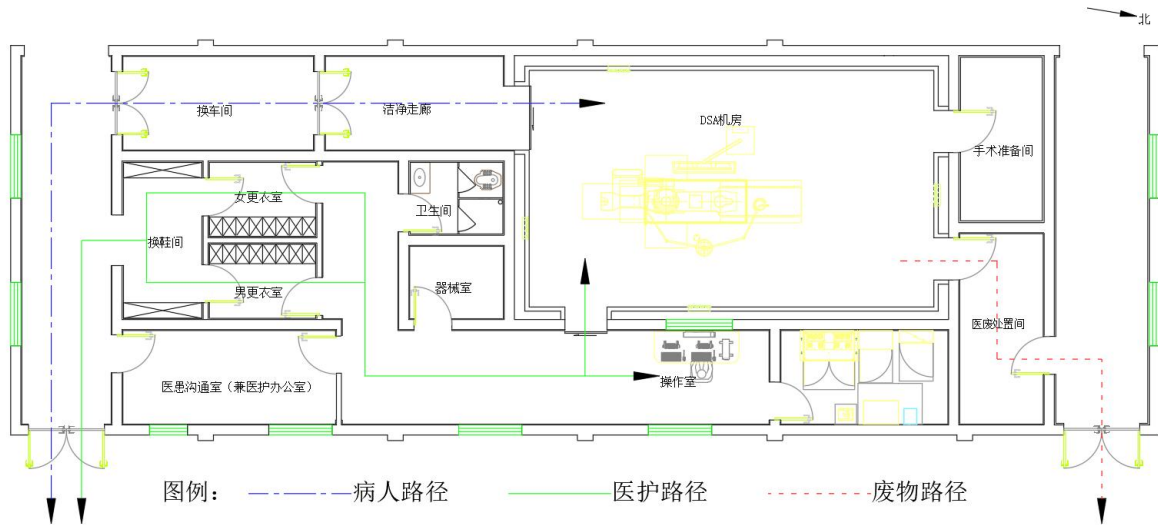 北
换车间
洁净走廊
DSA机房
手术准备间
女更衣室
卫生间
换鞋间
器械室
男更衣室
医废处置间
医患沟通室（兼医护办公室）
操作室
图例：
病人路径
医护路径
废物路径